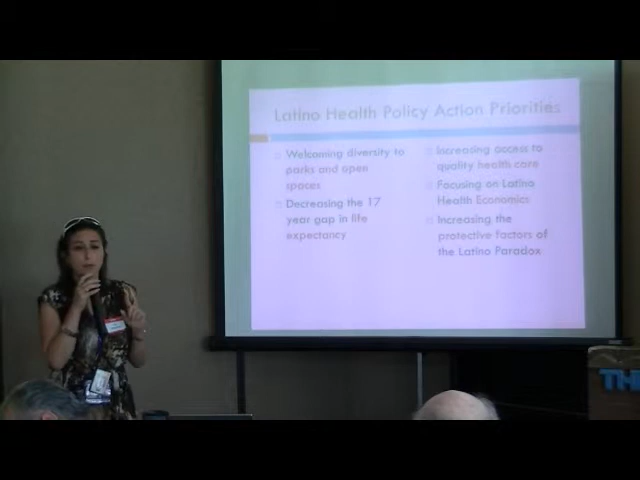 Latino Health Policy Action Priorities
Welcoming diversity to
parks and open
spaces
Decreasing the 17
year gap in life
expectancy
Increasing access to
quality health care
Focusing on Latino
Health Economics
Increasing the
protective factors of
the Latino Paradox